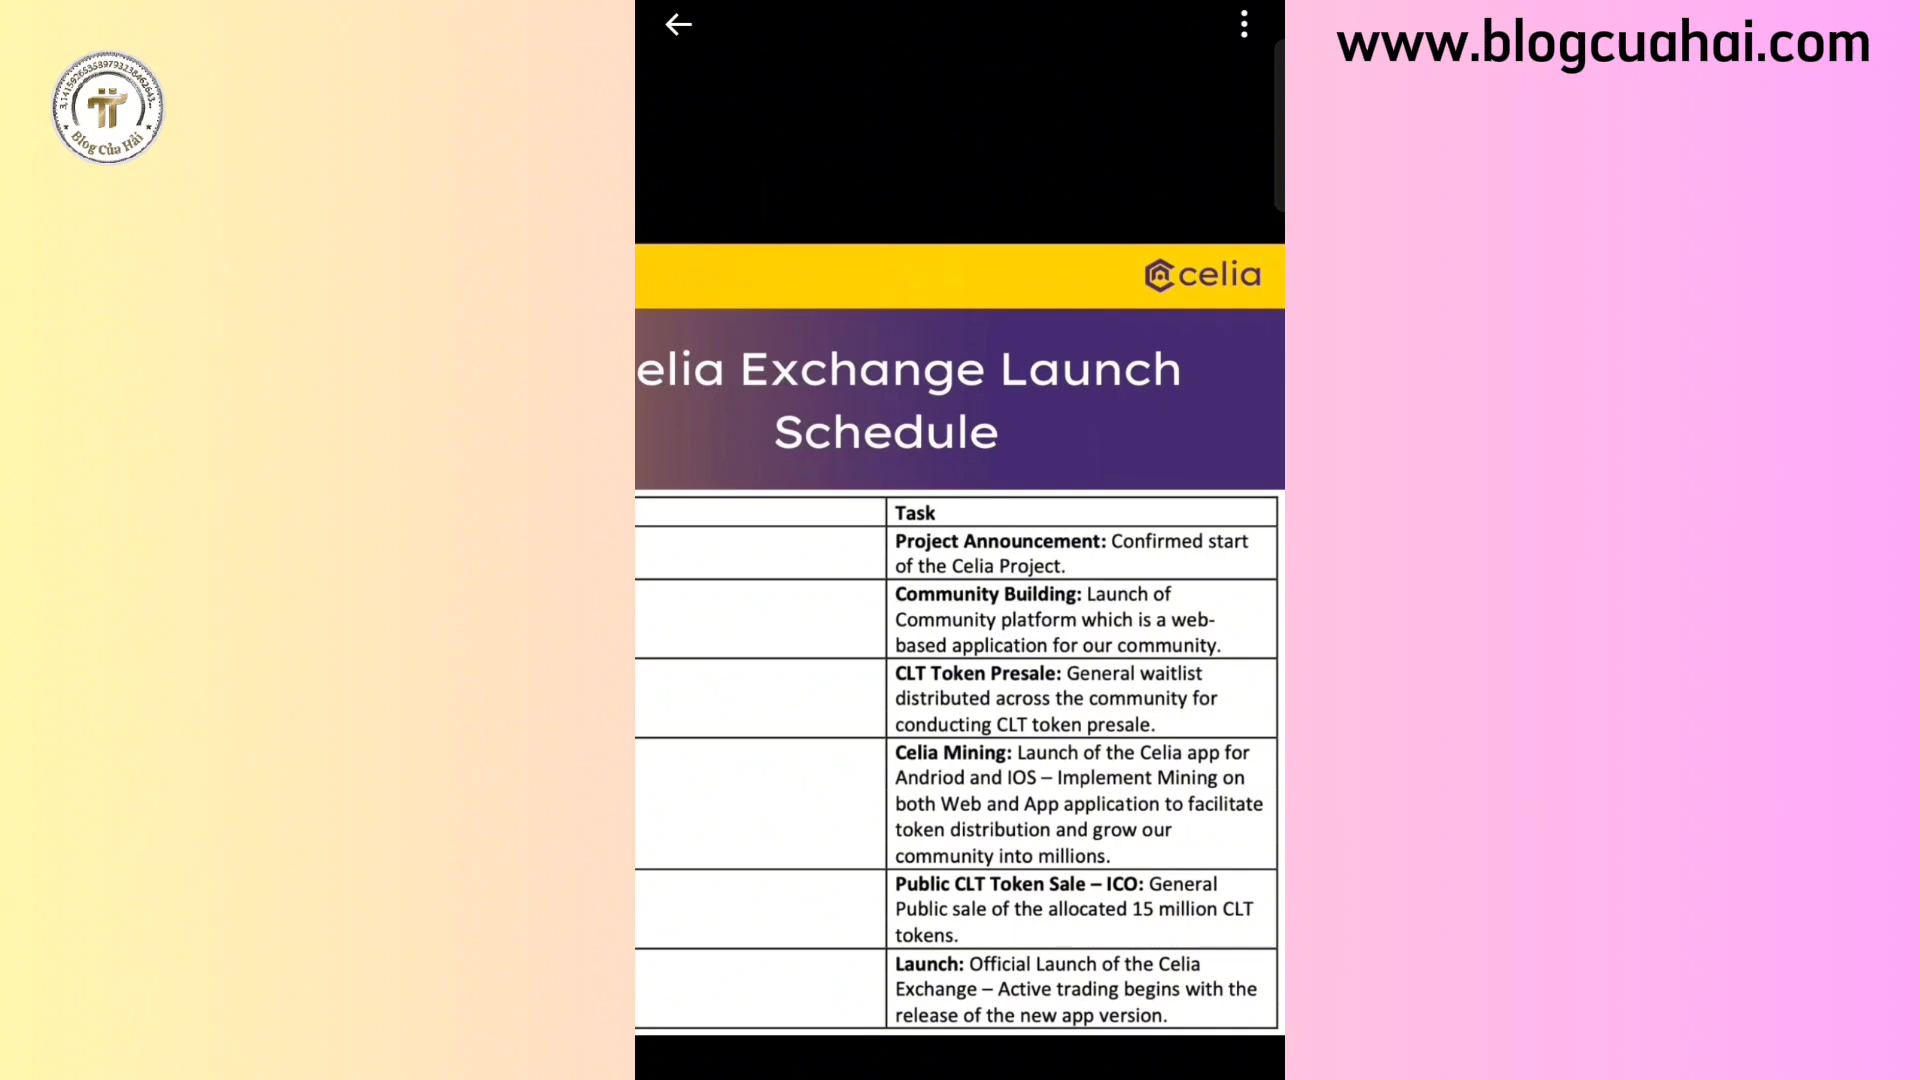 www.blogcuahai.com
3,141592653589793238462643...
Blog Của Hải
celia
elia Exchange Launch
Schedule
Task
Project Announcement: Confirmed start
of the Celia Project.
Community Building: Launch of
Community platform which is a web-
based application for our community.
CLT Token Presale: General waitlist
distributed across the community for
conducting CLT token presale.
Celia Mining: Launch of the Celia app for
Andriod and IOS – Implement Mining on
both Web and App application to facilitate
token distribution and grow our
community into millions.
Public CLT Token Sale – ICO: General
Public sale of the allocated 15 million CLT
tokens.
Launch: Official Launch of the Celia
Exchange – Active trading begins with the
release of the new app version.